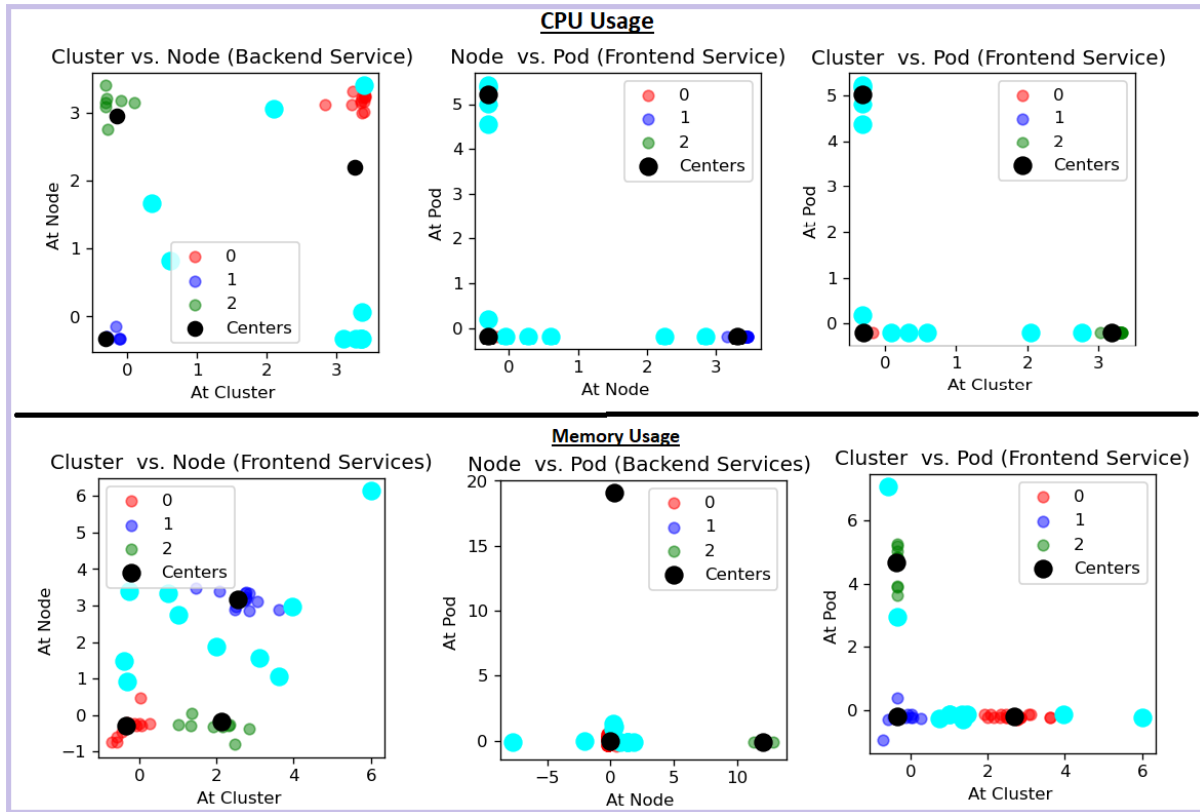 CPU Usage
Cluster vs. Node (Backend Service)
Node vs. Pod (Frontend Service)
Cluster vs. Pod (Frontend Service)
At Node
3
2
1
0
0
1
2
3
At Cluster
0
1
2
Centers
At Pod
5
4
3
2
1
0
0
1
2
3
At Node
0
1
2
Centers
At Pod
5
4
3
2
1
0
0
1
2
3
At Cluster
0
1
2
Centers
Memory Usage
Cluster vs. Node (Frontend Services)
Node vs. Pod (Backend Services)
Cluster vs. Pod (Frontend Service)
At Node
6
5
4
3
2
1
0
−1
0
2
4
6
At Cluster
0
1
2
Centers
At Pod
20
15
10
5
0
−5
0
5
10
At Node
0
1
2
Centers
At Pod
6
4
2
0
0
2
4
6
At Cluster
0
1
2
Centers